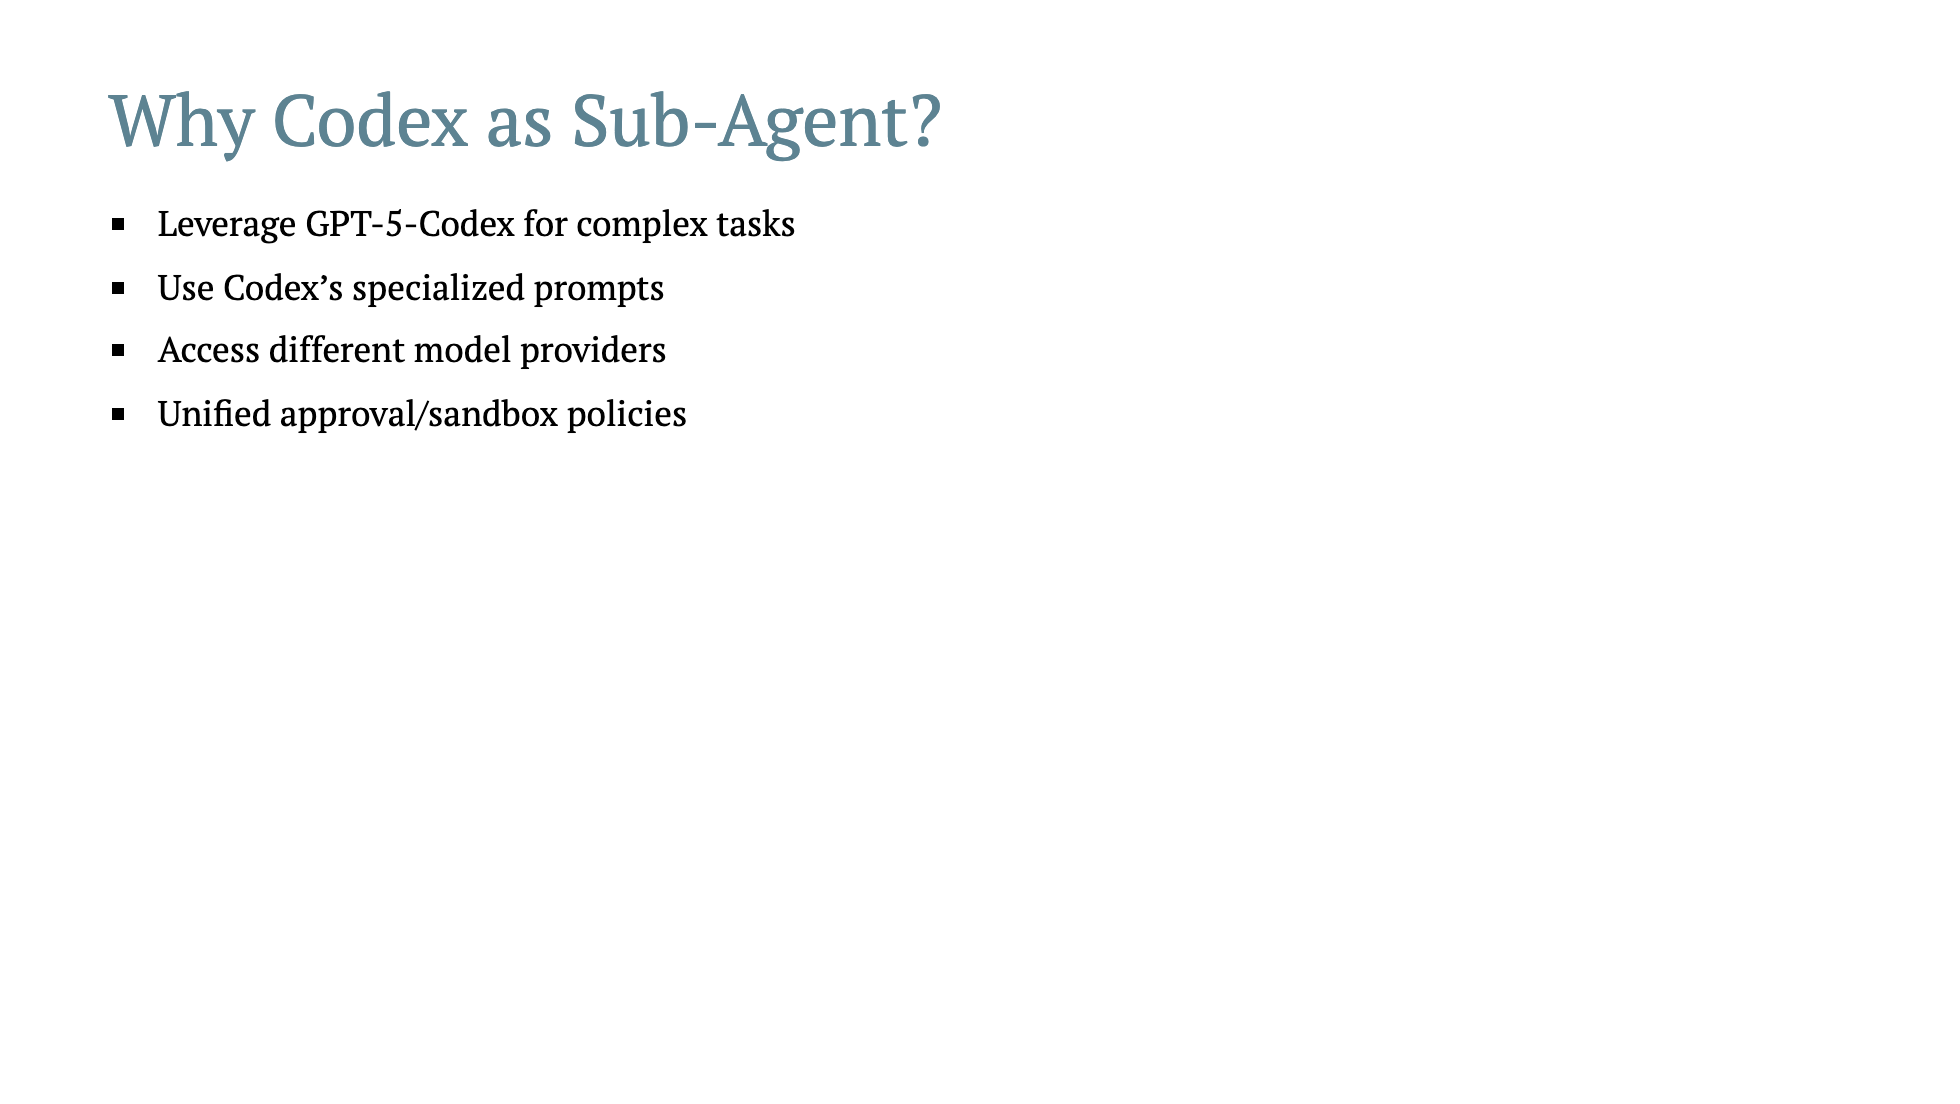 Why Codex as Sub-Agent?
▪ Leverage GPT-5-Codex for complex tasks
▪ Use Codex’s specialized prompts
▪ Access different model providers
▪ Unified approval/sandbox policies